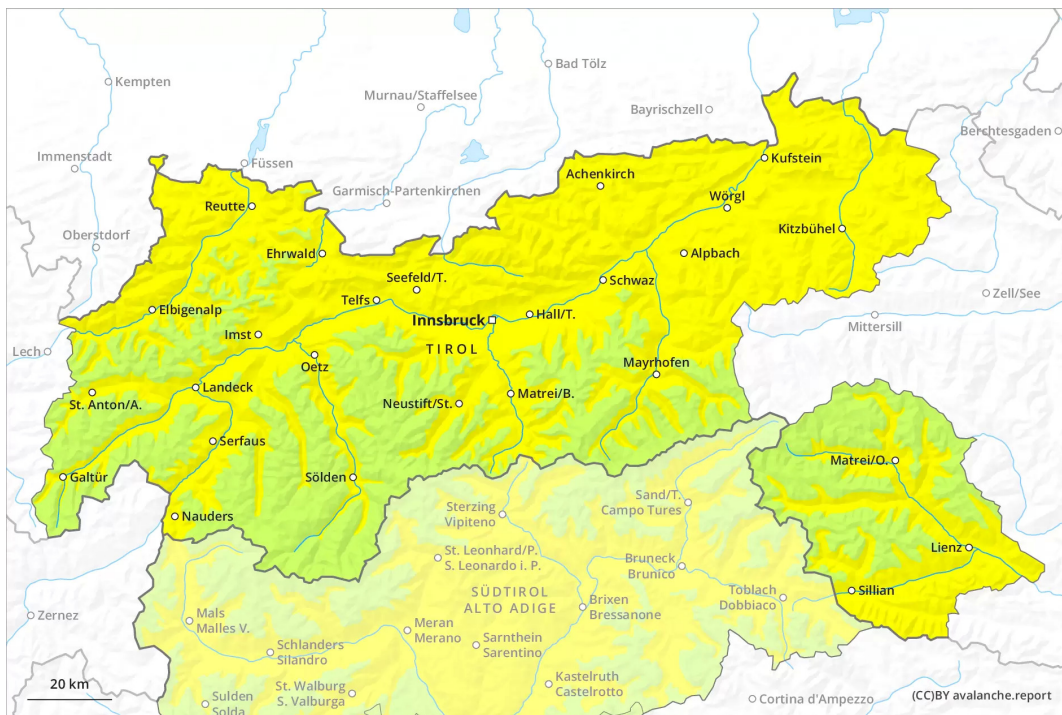 Kempten
Bad Tölz
Murnau/Staffelsee
Bayrischzell
Berchtesgaden
Immenstadt
Füssen
Kufstein
Garmisch-Partenkirchen
Achenkirch
Reutte
Wörgl
Oberstdorf
Kitzbühel
Ehrwald
Alpbach
Seefeld/T.
Schwaz
Zell/See
Telfs
Elbigenalp
Innsbruck
Hall/T.
Mittersill
Imst
Lech
TIROL
Oetz
Mayrhofen
Landeck
St. Anton/A.
Neustift/St.
Matrei/B.
Serfaus
Matrei/O.
Galtür
Sölden
Sand/T.
Campo Tures
Sterzing
Vipiteno
Nauders
Lienz
St. Leonhard/P.
S. Leonardo i. P.
Bruneck
Brunico
SÜDTIROL
ALTO ADIGE
Toblach
Dobbiaco
Sillian
Zernez
Mals
Malles V.
Brixen
Bressanone
Meran
Merano
Schlanders
Silandro
Sarnthein
Sarentino
Kastelruth
Castelrotto
20 km
Sulden
Solda
St. Walburg
S. Valburga
Cortina d'Ampezzo
(CC)BY avalanche.report